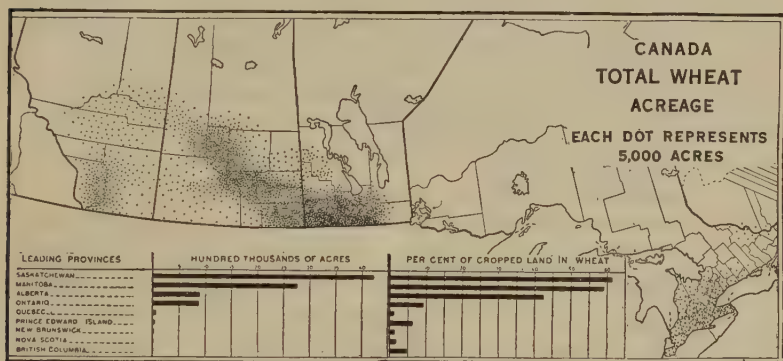 CANADA
TOTAL WHEAT
ACREAGE
EACH DOT REPRESENTS
5,000 ACRES
LEADING PROVINCES
HUNDRED THOUSANDS OF ACRES
PER CENT OF CROPPED LAND IN WHEAT
SASKATCHEWAN
MANITOBA
ALBERTA
ONTARIO
QUEBEC
PRINCE EDWARD ISLAND
NEW BRUNSWICK
NOVA SCOTIA
BRITISH COLUMBIA